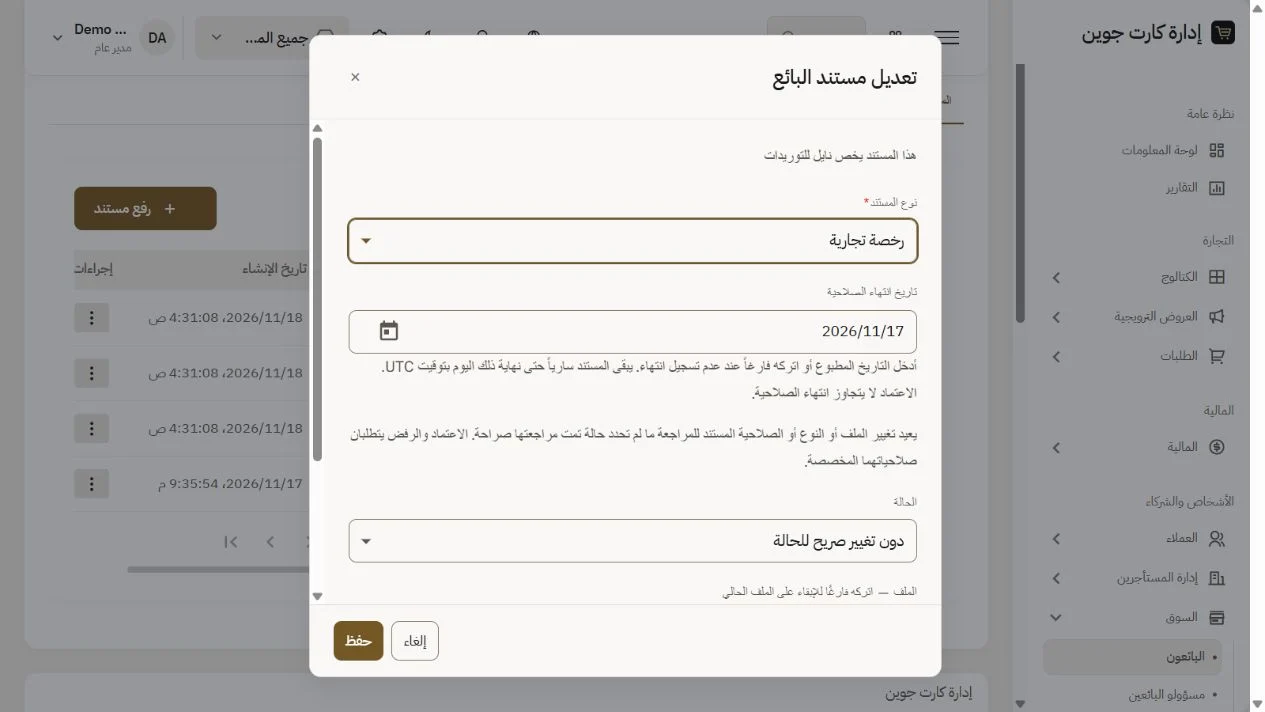 إدارة كارت جوين
نظرة عامة
لوحة المعلومات
التقارير
التجارة
الكتالوج
العروض الترويجية
الطلبات
المالية
المالية
الأشخاص والشركاء
العملاء
إدارة المستأجرين
السوق
البائعون
مسؤولو البائعين
جميع الم...
DA
Demo ...
مدير عام
رفع مستند
تاريخ الإنشاء
إجراءات
2026/11/18، 4:31:08 ص
2026/11/18، 4:31:08 ص
2026/11/18، 4:31:08 ص
2026/11/17، 9:35:54 م
تعديل مستند البائع
هذا المستند يخص نايل للتوريدات
نوع المستند*
رخصة تجارية
تاريخ انتهاء الصلاحية
2026/11/17
أدخل التاريخ المطبوع أو اتركه فارغاً عند عدم تسجيل انتهاء. يبقى المستند سارياً حتى نهاية ذلك اليوم بتوقيت UTC.
الاعتماد لا يتجاوز انتهاء الصلاحية.
يعيد تغيير الملف أو النوع أو الصلاحية المستند للمراجعة ما لم تحدد حالة تمت مراجعتها صراحة. الاعتماد والرفض يتطلبان
صلاحياتهما المخصصة.
الحالة
دون تغيير صريح للحالة
الملف — اتركه فارغًا للإبقاء على الملف الحالي
إلغاء
حفظ
إدارة كارت جوين